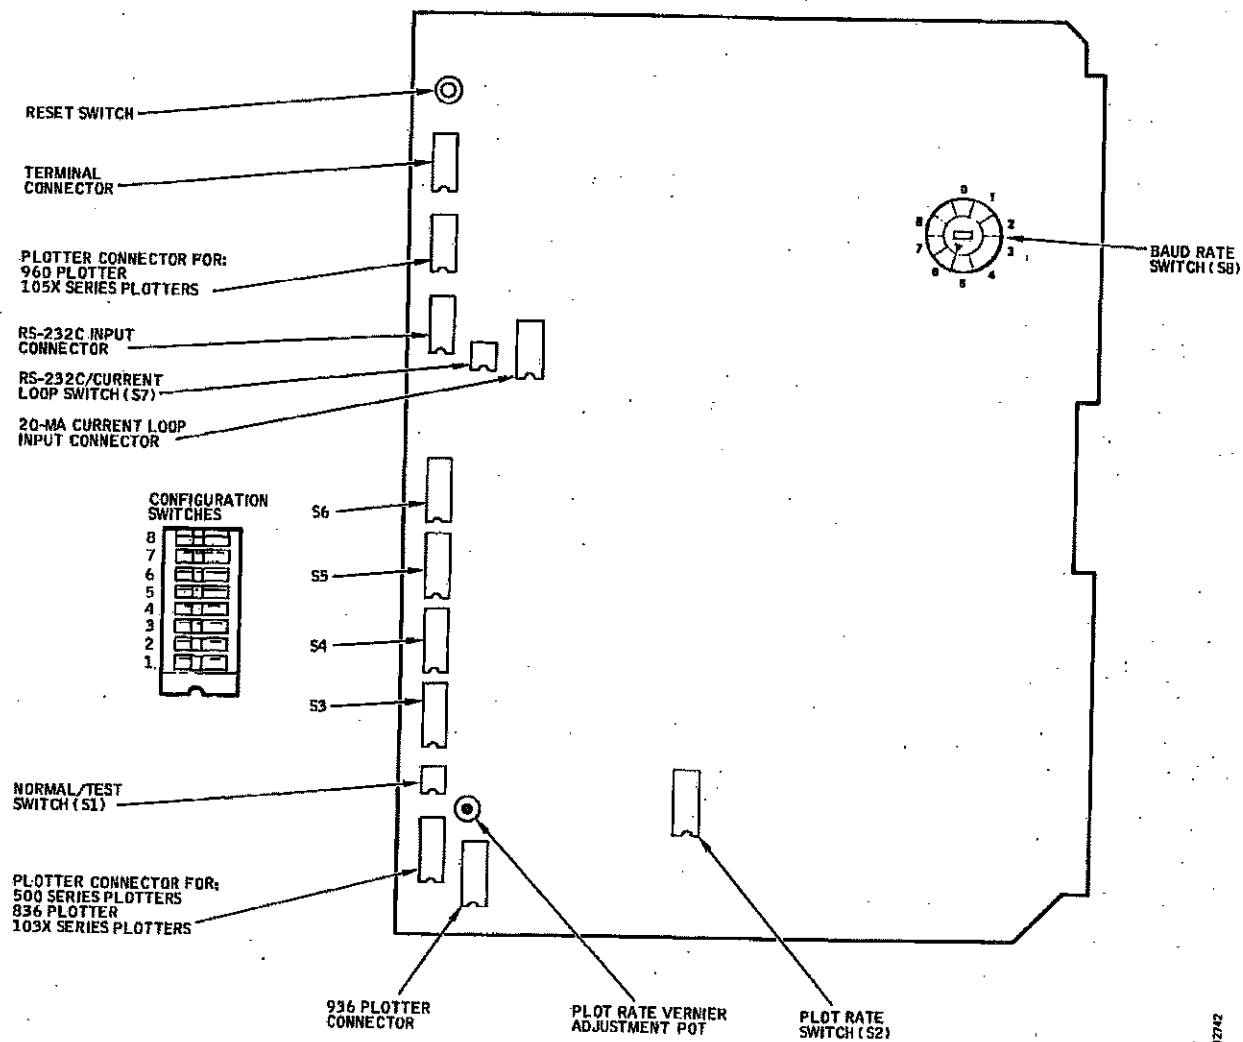 RESET SWITCH
TERMINAL
CONNECTOR
PLOTTER CONNECTOR FOR:
960 PLOTTER
105X SERIES PLOTTERS
RS-232C INPUT
CONNECTOR
RS-232C/CURRENT
LOOP SWITCH (S7)
20-MA CURRENT LOOP
INPUT CONNECTOR
0
1
2
3
4
5
6
7
8
BAUD RATE
SWITCH (S8)
CONFIGURATION
SWITCHES
8
7
6
5
4
3
2
1
S6
S5
S4
S3
NORMAL/TEST
SWITCH (S1)
PLOTTER CONNECTOR FOR:
500 SERIES PLOTTERS
836 PLOTTER
103X SERIES PLOTTERS
936 PLOTTER
CONNECTOR
PLOT RATE VERNIER
ADJUSTMENT POT
PLOT RATE
SWITCH (S2)